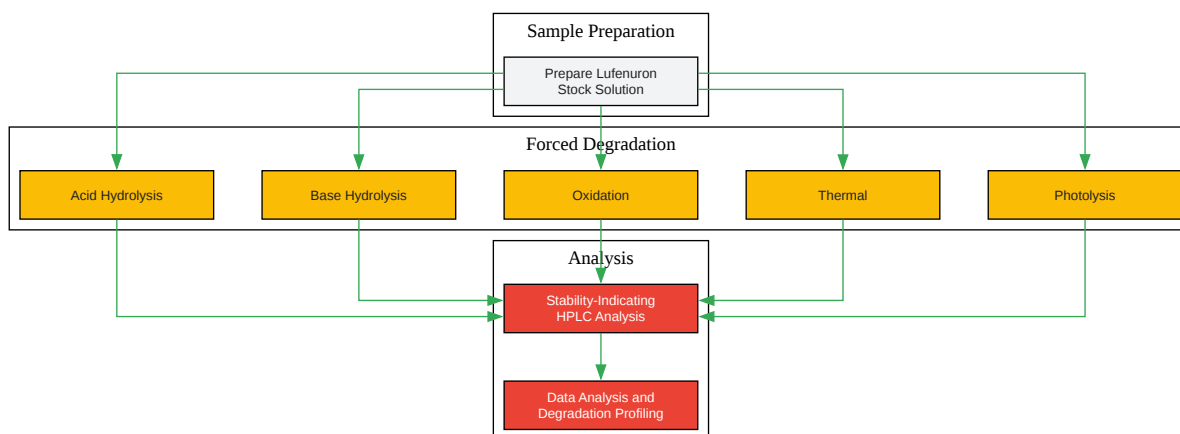 Sample Preparation
Prepare Lufenuron
Stock Solution
Forced Degradation
Acid Hydrolysis
Base Hydrolysis
Oxidation
Thermal
Photolysis
Analysis
Stability-Indicating
HPLC Analysis
Data Analysis and
Degradation Profiling